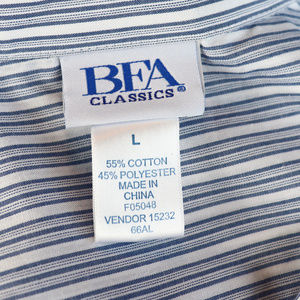 BFA
CLASSICS®
L
55% COTTON
45% POLYESTER
MADE IN
CHINA
F05048
VENDOR 15232
66AL